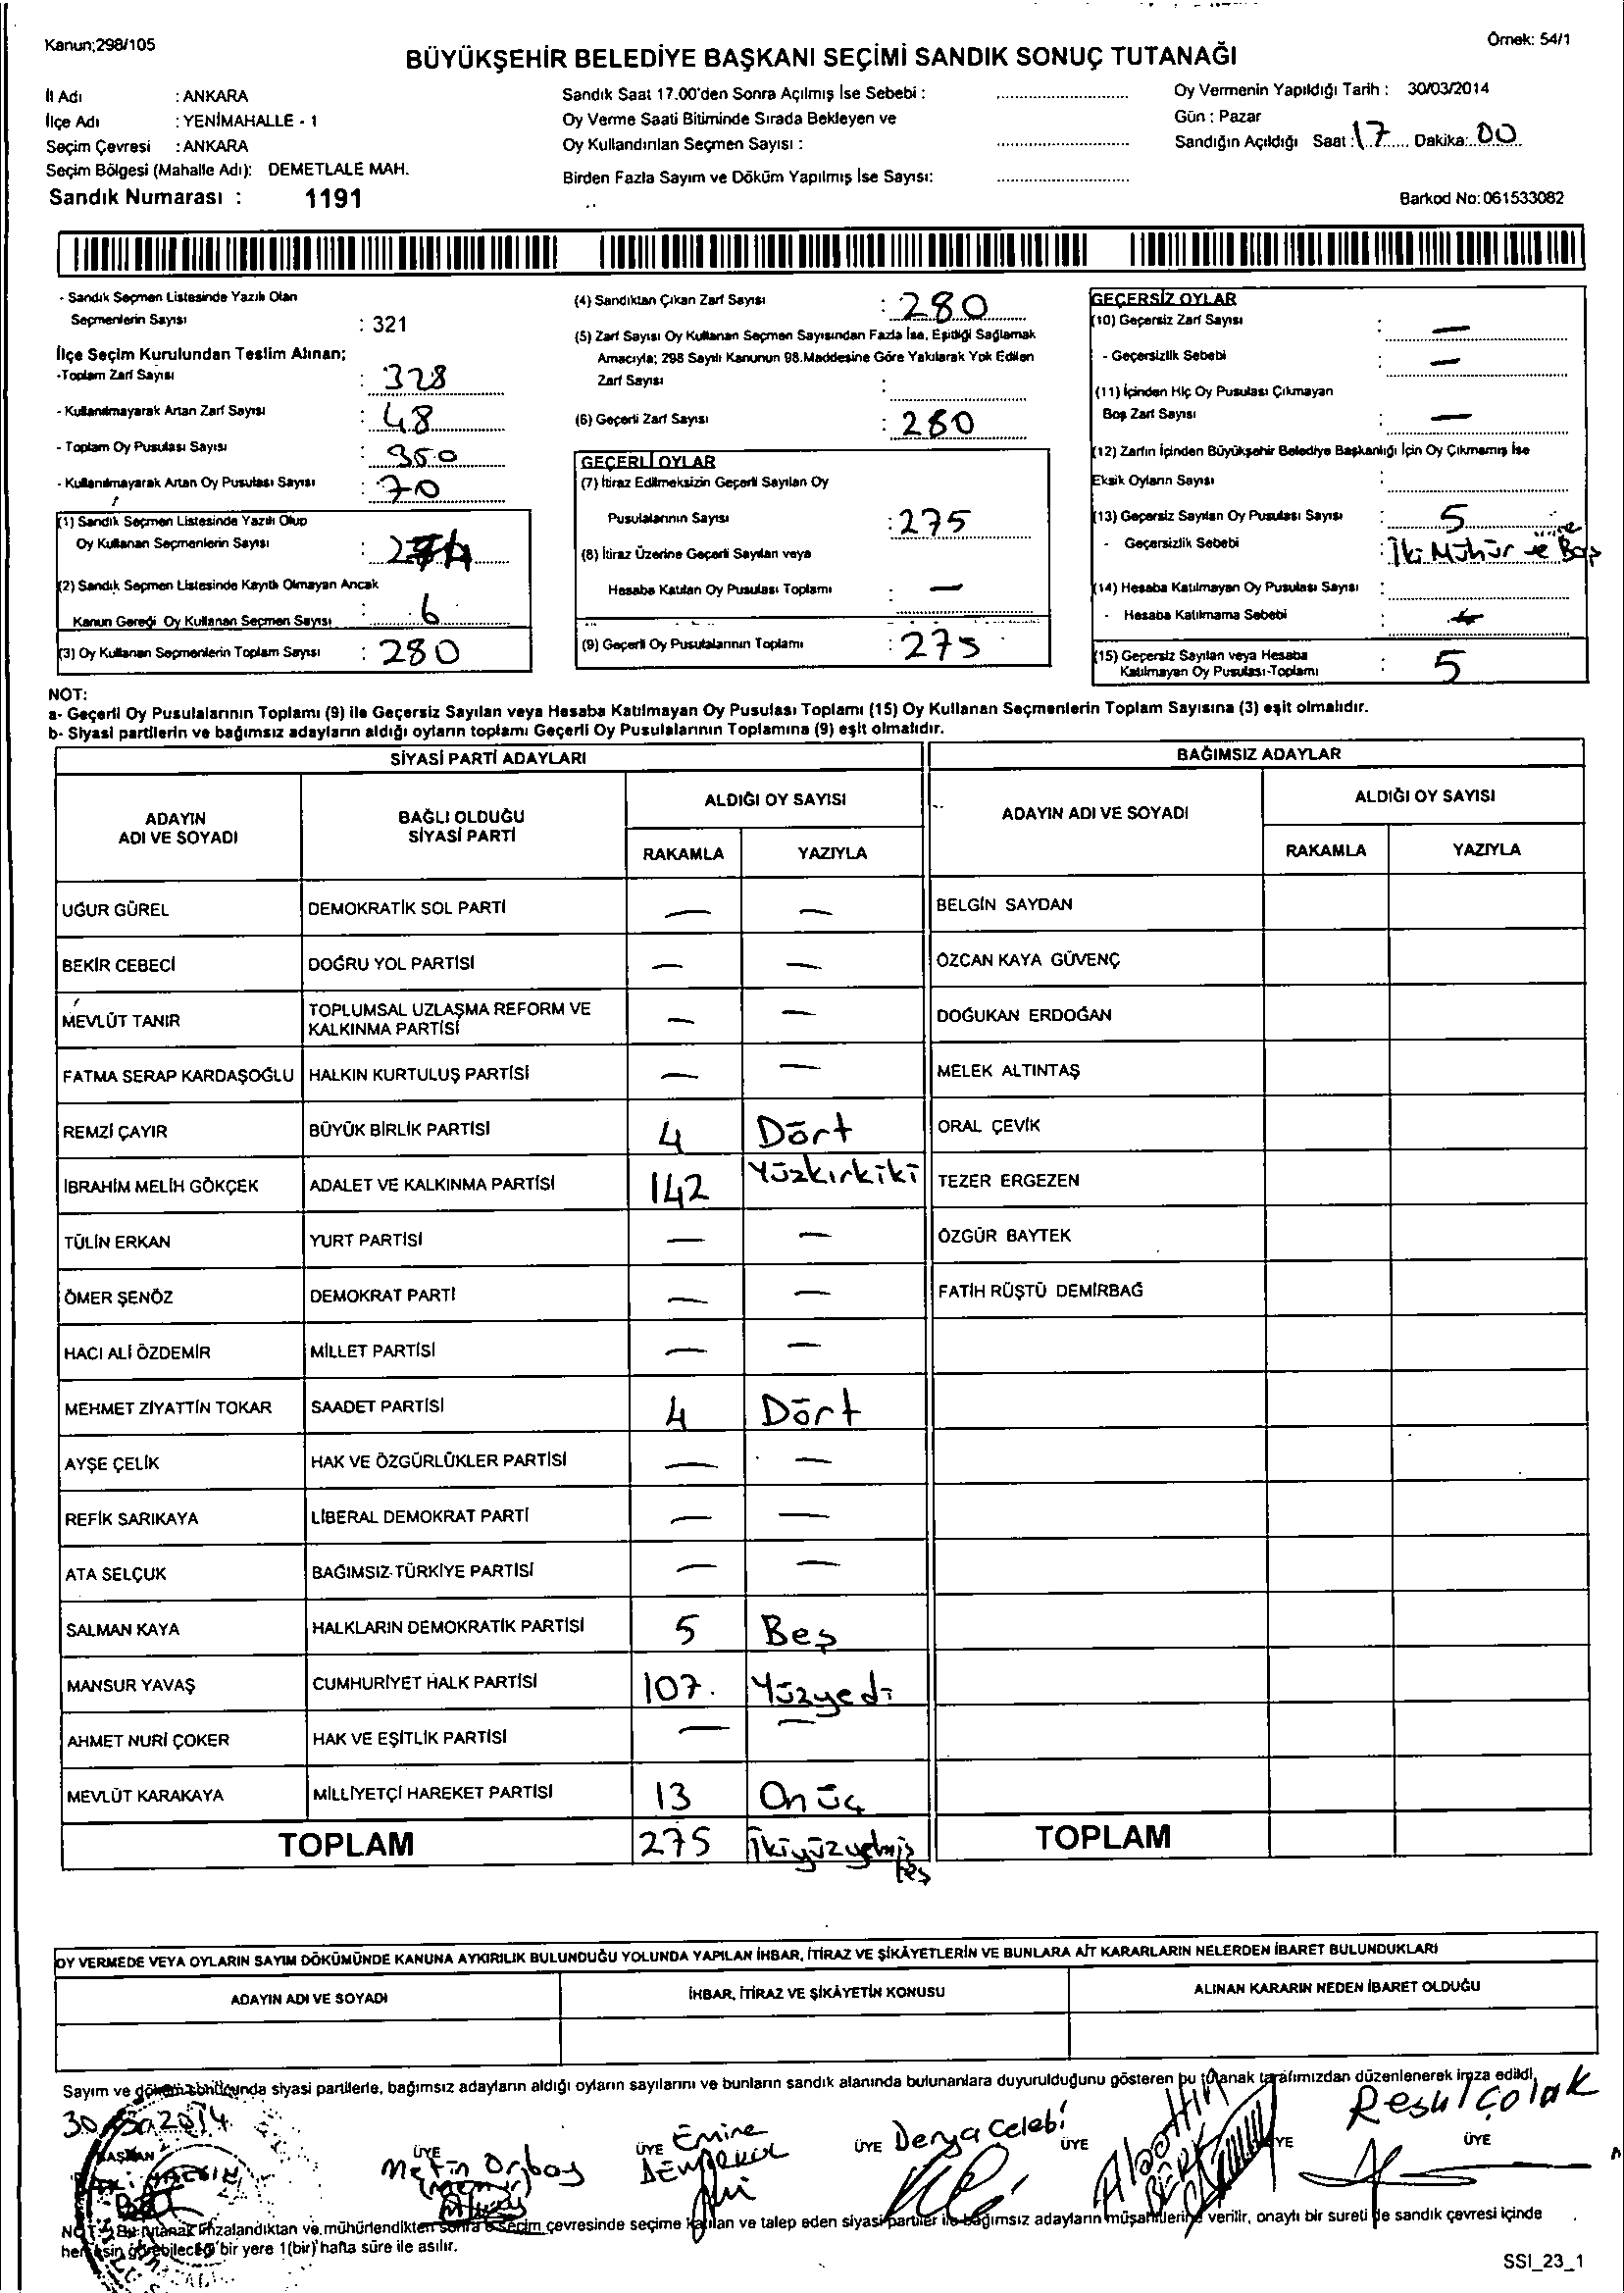 Kanun;298/105
Örnek: 54/1
BÜYÜKŞEHİR BELEDİYE BAŞKANI SEÇİMİ SANDIK SONUÇ TUTANAĞI
İl Adı : ANKARA
İlçe Adı : YENİMAHALLE - 1
Seçim Çevresi : ANKARA
Seçim Bölgesi (Mahalle Adı): DEMETLALE MAH.
Sandık Numarası : 1191
Sandık Saat 17.00'den Sonra Açılmış İse Sebebi :
Oy Verme Saati Bitiminde Sırada Bekleyen ve
Oy Kullandırılan Seçmen Sayısı :
Birden Fazla Sayım ve Döküm Yapılmış İse Sayısı:
Oy Vermenin Yapıldığı Tarih : 30/03/2014
Gün : Pazar
Sandığın Açıldığı Saat : 17 Dakika: 00
Barkod No: 061533082
- Sandık Seçmen Listesinde Yazılı Olan
Seçmenlerin Sayısı : 321
İlçe Seçim Kurulundan Teslim Alınan;
-Toplam Zarf Sayısı : 328
- Kullanılmayarak Artan Zarf Sayısı : 48
- Toplam Oy Pusulası Sayısı : 350
- Kullanılmayarak Artan Oy Pusulası Sayısı : 70
(1) Sandık Seçmen Listesinde Yazılı Olup
Oy Kullanan Seçmenlerin Sayısı : 274
(2) Sandık Seçmen Listesinde Kayıtlı Olmayan Ancak
Kanun Gereği Oy Kullanan Seçmen Sayısı : 6
(3) Oy Kullanan Seçmenlerin Toplam Sayısı : 280
(4) Sandıktan Çıkan Zarf Sayısı : 280
(5) Zarf Sayısı Oy Kullanan Seçmen Sayısından Fazla İse, Eşitliği Sağlamak
Amacıyla; 298 Sayılı Kanunun 98.Maddesine Göre Yakılarak Yok Edilen
Zarf Sayısı :
(6) Geçerli Zarf Sayısı : 280
GEÇERLİ OYLAR
(7) İtiraz Edilmeksizin Geçerli Sayılan Oy
Pusulalarının Sayısı : 275
(8) İtiraz Üzerine Geçerli Sayılan veya
Hesaba Katılan Oy Pusulası Toplamı : —
(9) Geçerli Oy Pusulalarının Toplamı : 275
GEÇERSİZ OYLAR
(10) Geçersiz Zarf Sayısı : —
- Geçersizlik Sebebi : —
(11) İçinden Hiç Oy Pusulası Çıkmayan
Boş Zarf Sayısı : —
(12) Zarfın İçinden Büyükşehir Belediye Başkanlığı İçin Oy Çıkmamış İse
Eksik Oyların Sayısı :
(13) Geçersiz Sayılan Oy Pusulası Sayısı : 5
- Geçersizlik Sebebi : İki Mühür ve Boş
(14) Hesaba Katılmayan Oy Pusulası Sayısı :
- Hesaba Katılmama Sebebi :
(15) Geçersiz Sayılan veya Hesaba
Katılmayan Oy Pusulası-Toplamı : 5
NOT:
a- Geçerli Oy Pusulalarının Toplamı (9) ile Geçersiz Sayılan veya Hesaba Katılmayan Oy Pusulası Toplamı (15) Oy Kullanan Seçmenlerin Toplam Sayısına (3) eşit olmalıdır.
b- Siyasi partilerin ve bağımsız adayların aldığı oyların toplamı Geçerli Oy Pusulalarının Toplamına (9) eşit olmalıdır.
SİYASİ PARTİ ADAYLARI
BAĞIMSIZ ADAYLAR
ADAYIN
ADI VE SOYADI
BAĞLI OLDUĞU
SİYASİ PARTİ
ALDIĞI OY SAYISI
RAKAMLA YAZIYLA
ADAYIN ADI VE SOYADI
ALDIĞI OY SAYISI
RAKAMLA YAZIYLA
UĞUR GÜREL DEMOKRATİK SOL PARTİ — — BELGİN SAYDAN
BEKİR CEBECİ DOĞRU YOL PARTİSİ — — ÖZCAN KAYA GÜVENÇ
MEVLÜT TANIR TOPLUMSAL UZLAŞMA REFORM VE
KALKINMA PARTİSİ — — DOĞUKAN ERDOĞAN
FATMA SERAP KARDAŞOĞLU HALKIN KURTULUŞ PARTİSİ — — MELEK ALTINTAŞ
REMZİ ÇAYIR BÜYÜK BİRLİK PARTİSİ 4 Dört ORAL ÇEVİK
İBRAHİM MELİH GÖKÇEK ADALET VE KALKINMA PARTİSİ 142 Yüzkırkiki TEZER ERGEZEN
TÜLİN ERKAN YURT PARTİSİ — — ÖZGÜR BAYTEK
ÖMER ŞENÖZ DEMOKRAT PARTİ — — FATİH RÜŞTÜ DEMİRBAĞ
HACI ALİ ÖZDEMİR MİLLET PARTİSİ — —
MEHMET ZİYATTİN TOKAR SAADET PARTİSİ 4 Dört
AYŞE ÇELİK HAK VE ÖZGÜRLÜKLER PARTİSİ — —
REFİK SARIKAYA LİBERAL DEMOKRAT PARTİ — —
ATA SELÇUK BAĞIMSIZ TÜRKİYE PARTİSİ — —
SALMAN KAYA HALKLARIN DEMOKRATİK PARTİSİ 5 Beş
MANSUR YAVAŞ CUMHURİYET HALK PARTİSİ 107. Yüzyedi
AHMET NURİ ÇOKER HAK VE EŞİTLİK PARTİSİ — —
MEVLÜT KARAKAYA MİLLİYETÇİ HAREKET PARTİSİ 13 Onüç
TOPLAM 275 İkiyüzyetmiş
beş
TOPLAM
OY VERMEDE VEYA OYLARIN SAYIM DÖKÜMÜNDE KANUNA AYKIRILIK BULUNDUĞU YOLUNDA YAPILAN İHBAR, İTİRAZ VE ŞİKÂYETLERİN VE BUNLARA AİT KARARLARIN NELERDEN İBARET BULUNDUKLARI
ADAYIN ADI VE SOYADI İHBAR, İTİRAZ VE ŞİKÂYETİN KONUSU ALINAN KARARIN NEDEN İBARET OLDUĞU
Sayım ve döküm sonucunda siyasi partilerle, bağımsız adayların aldığı oyların sayılarını ve bunların sandık alanında bulunanlara duyurulduğunu gösteren bu tutanak tarafımızdan düzenlenerek imza edildi.
BAŞKAN
ÜYE Metin Orbay
ÜYE Emine
ÜYE Derya Çelebi
ÜYE
ÜYE
Resul Çolak
ÜYE
NOT : Bu tutanak imzalandıktan ve mühürlendikten sonra o seçim çevresinde seçime katılan ve talep eden siyasi partiler ile bağımsız adayların müşahitlerine verilir, onaylı bir sureti de sandık çevresi içinde
herkesin görebileceği bir yere 1(bir) hafta süre ile asılır.
SSI_23_1